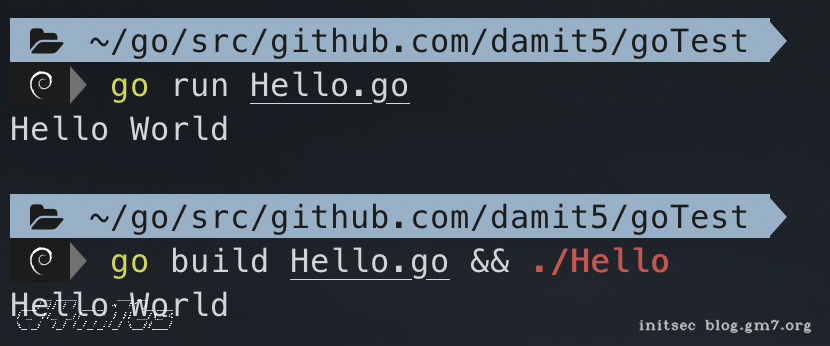 ~/go/src/github.com/damit5/goTest
go run Hello.go
Hello World
~/go/src/github.com/damit5/goTest
go build Hello.go && ./Hello
Hello World
initsec blog.gm7.org